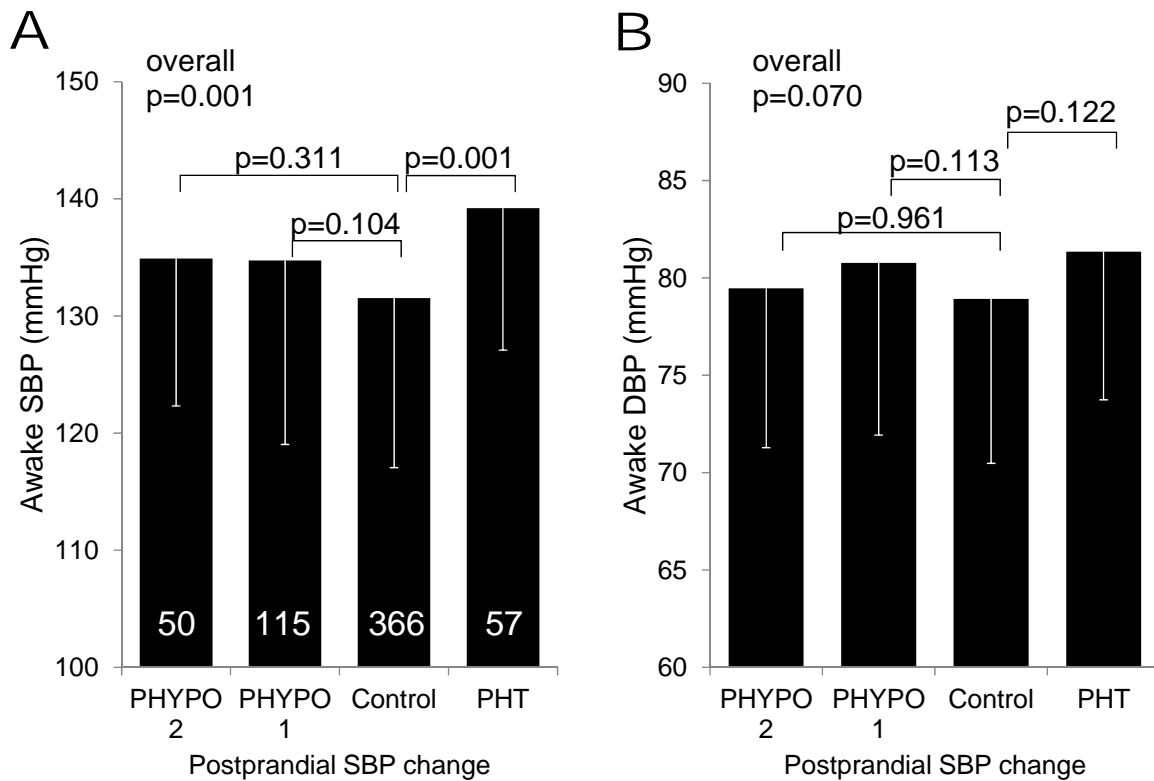 A
overall
p=0.001
p=0.311
p=0.001
p=0.104
150
140
130
120
110
100
Awake SBP (mmHg)
50
115
366
57
PHYPO
2
PHYPO
1
Control
PHT
Postprandial SBP change
B
overall
p=0.070
p=0.122
p=0.113
p=0.961
90
85
80
75
70
65
60
Awake DBP (mmHg)
PHYPO
2
PHYPO
1
Control
PHT
Postprandial SBP change